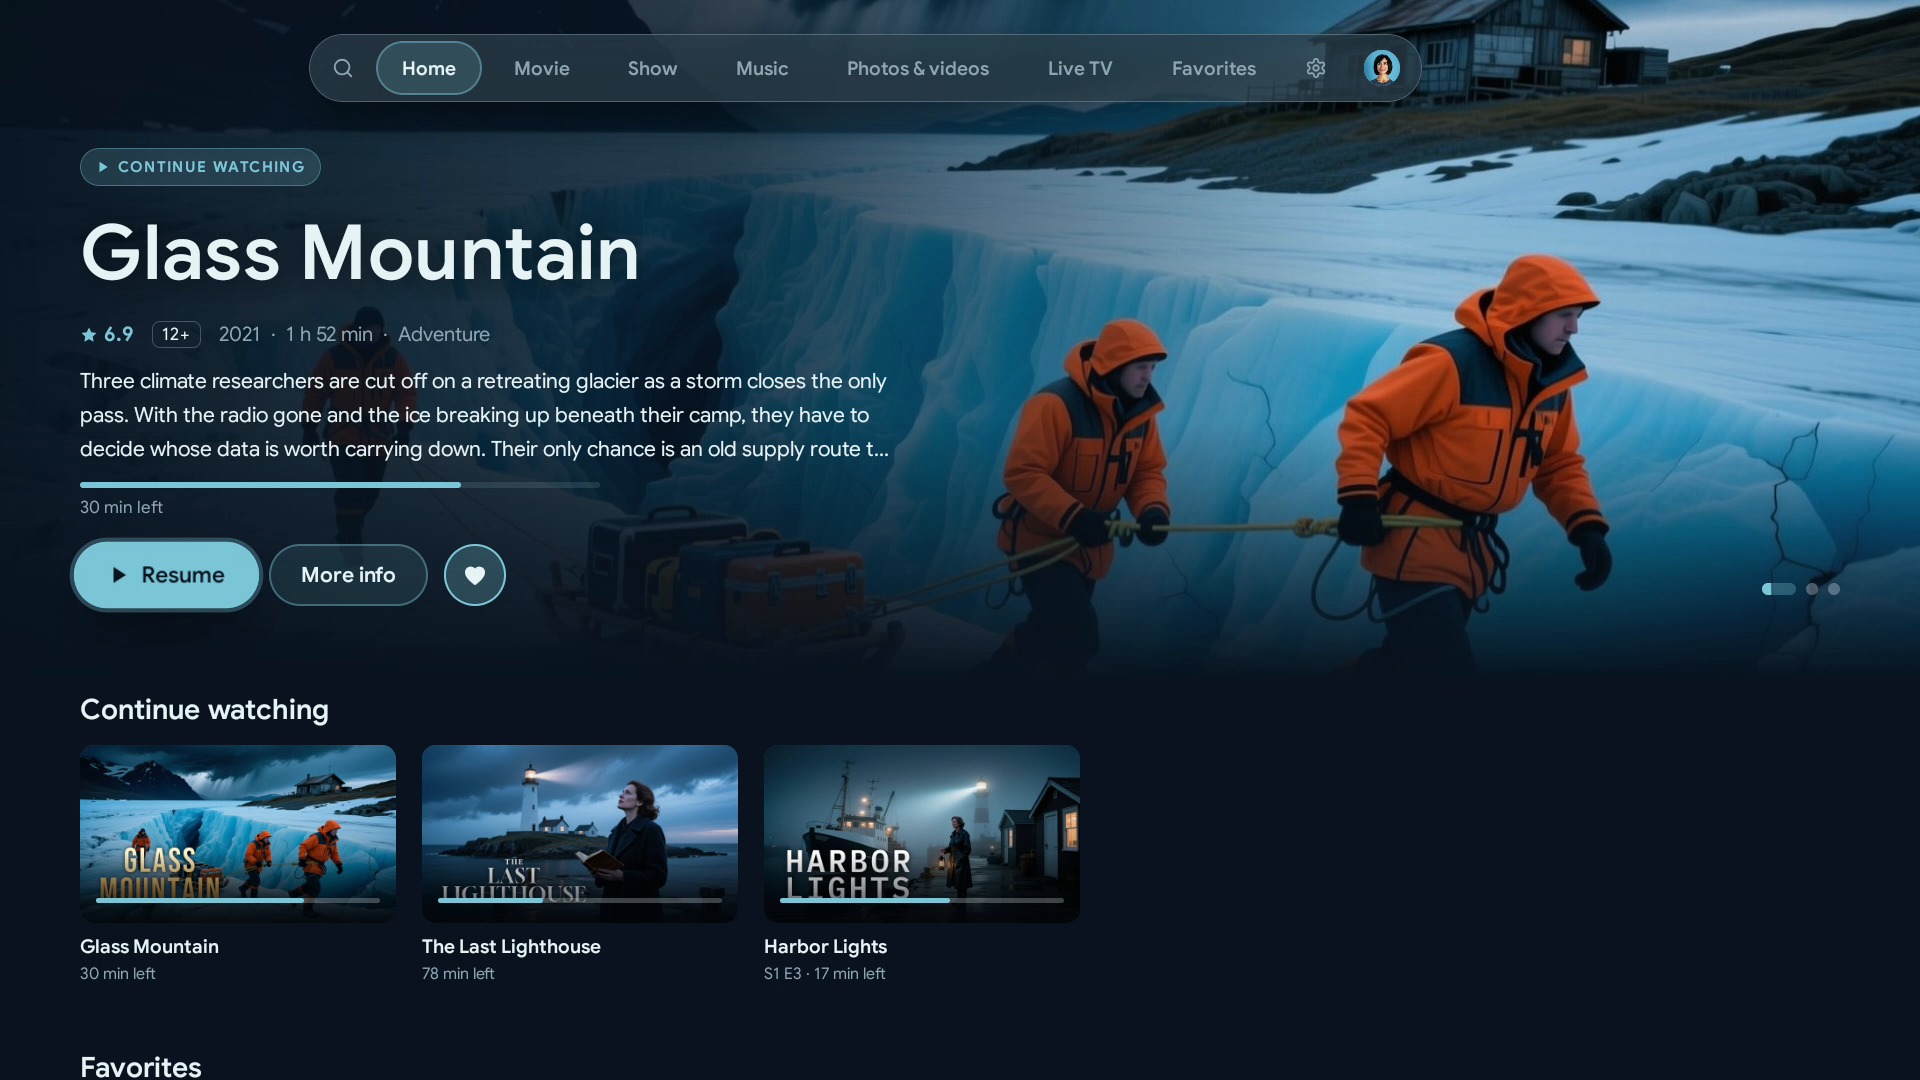 Home
Movie
Show
Music
Photos & videos
Live TV
Favorites
CONTINUE WATCHING
Glass Mountain
6.9
12+
2021 · 1 h 52 min · Adventure
Three climate researchers are cut off on a retreating glacier as a storm closes the only
pass. With the radio gone and the ice breaking up beneath their camp, they have to
decide whose data is worth carrying down. Their only chance is an old supply route t...
30 min left
Resume
More info
Continue watching
GLASS
MOUNTAIN
THE
LAST
LIGHTHOUSE
HARBOR
LIGHTS
Glass Mountain
30 min left
The Last Lighthouse
78 min left
Harbor Lights
S1 E3 · 17 min left
Favorites